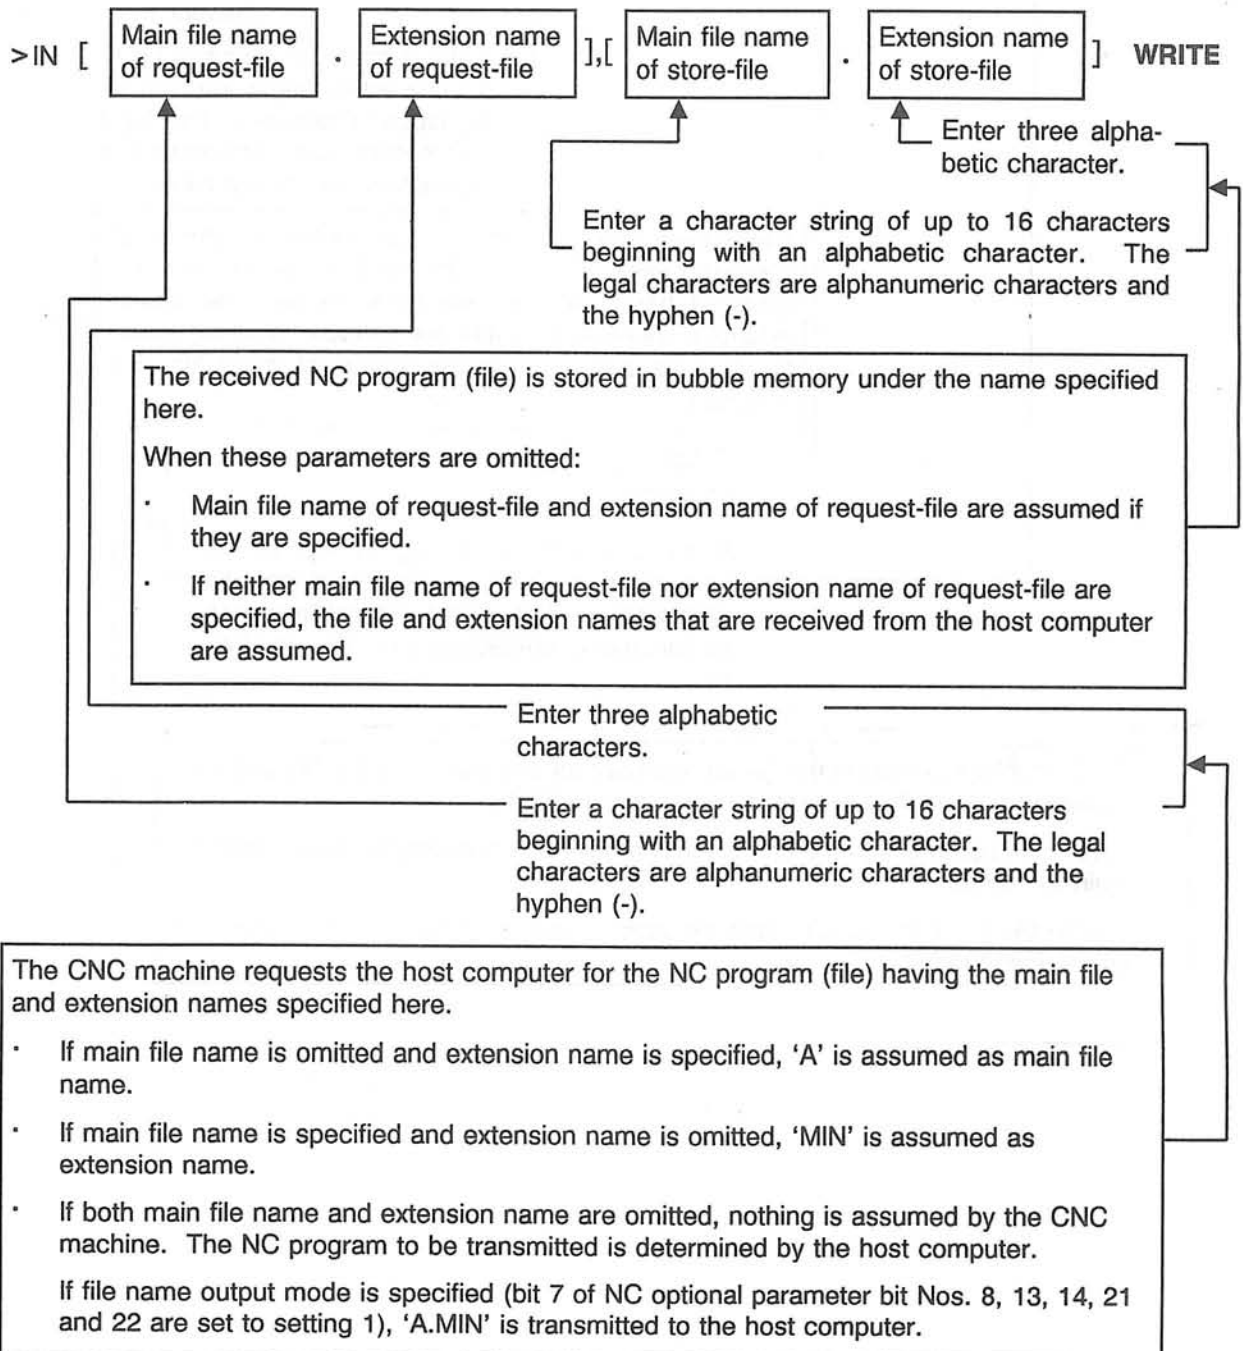 >IN [ Main file name of request-file . Extension name of request-file ],[ Main file name of store-file . Extension name of store-file ] WRITE
Enter three alpha-
betic character.
Enter a character string of up to 16 characters
beginning with an alphabetic character. The
legal characters are alphanumeric characters and
the hyphen (-).
The received NC program (file) is stored in bubble memory under the name specified
here.
When these parameters are omitted:
· Main file name of request-file and extension name of request-file are assumed if
they are specified.
· If neither main file name of request-file nor extension name of request-file are
specified, the file and extension names that are received from the host computer
are assumed.
Enter three alphabetic
characters.
Enter a character string of up to 16 characters
beginning with an alphabetic character. The legal
characters are alphanumeric characters and the
hyphen (-).
The CNC machine requests the host computer for the NC program (file) having the main file
and extension names specified here.
· If main file name is omitted and extension name is specified, ‘A’ is assumed as main file
name.
· If main file name is specified and extension name is omitted, ‘MIN’ is assumed as
extension name.
· If both main file name and extension name are omitted, nothing is assumed by the CNC
machine. The NC program to be transmitted is determined by the host computer.
If file name output mode is specified (bit 7 of NC optional parameter bit Nos. 8, 13, 14, 21
and 22 are set to setting 1), ‘A.MIN’ is transmitted to the host computer.